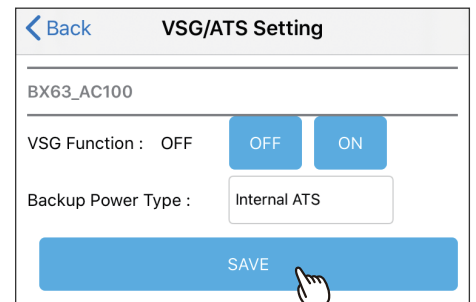 Back VSG/ATS Setting
BX63_AC100
VSG Function : OFF OFF ON
Backup Power Type : Internal ATS
SAVE